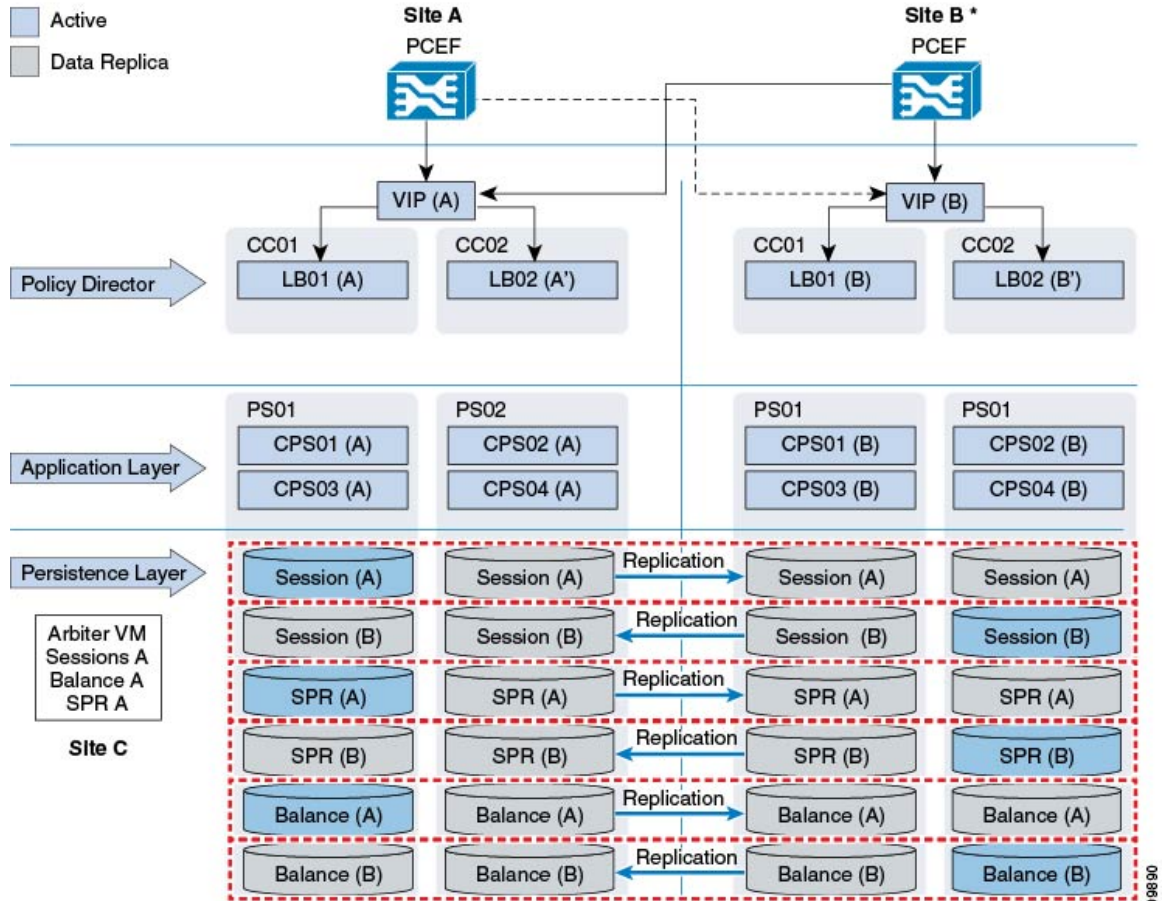 Active
Data Replica
Site A
PCEF
Site B *
PCEF
VIP (A)
VIP (B)
CC01
CC02
CC01
CC02
Policy Director
LB01 (A)
LB02 (A')
LB01 (B)
LB02 (B')
PS01
PS02
PS01
PS01
CPS01 (A)
CPS02 (A)
CPS01 (B)
CPS02 (B)
Application Layer
CPS03 (A)
CPS04 (A)
CPS03 (B)
CPS04 (B)
Persistence Layer
Session (A)
Session (A)
Replication
Session (A)
Session (A)
Session (B)
Session (B)
Replication
Session (B)
Session (B)
SPR (A)
SPR (A)
Replication
SPR (A)
SPR (A)
SPR (B)
SPR (B)
Replication
SPR (B)
SPR (B)
Balance (A)
Balance (A)
Replication
Balance (A)
Balance (A)
Balance (B)
Balance (B)
Replication
Balance (B)
Balance (B)
Arbiter VM
Sessions A
Balance A
SPR A
Site C